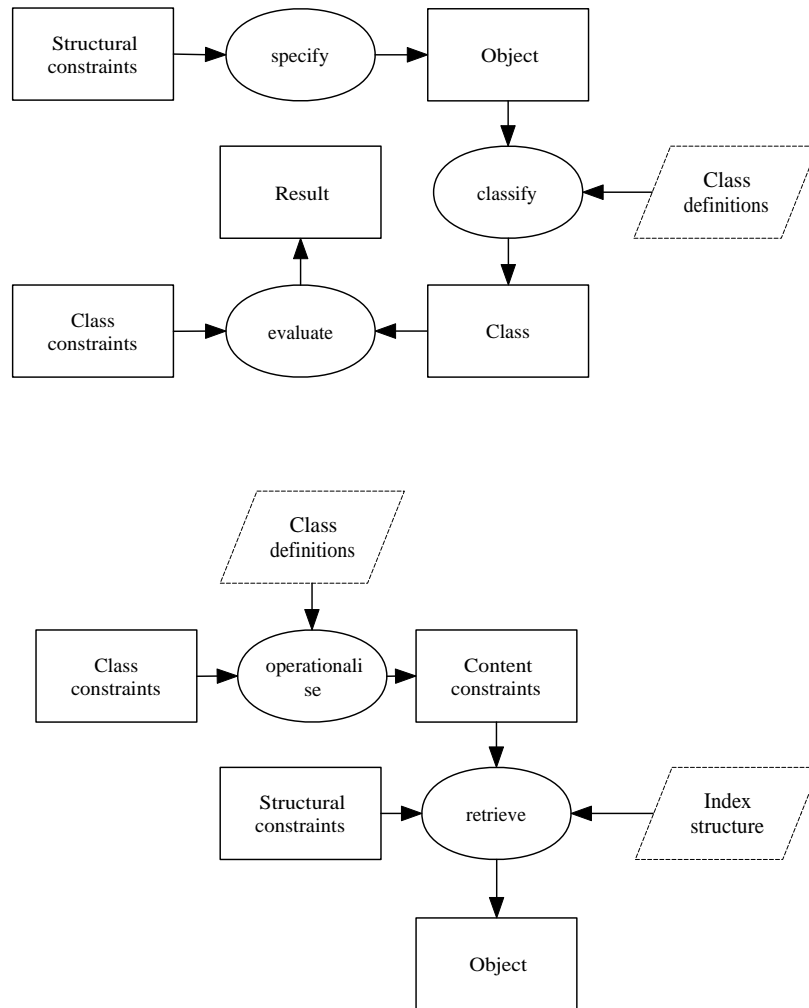 Structural
constraints
specify
Object
Result
classify
Class
definitions
Class
constraints
evaluate
Class
Class
definitions
Class
constraints
operationali
se
Content
constraints
Structural
constraints
retrieve
Index
structure
Object